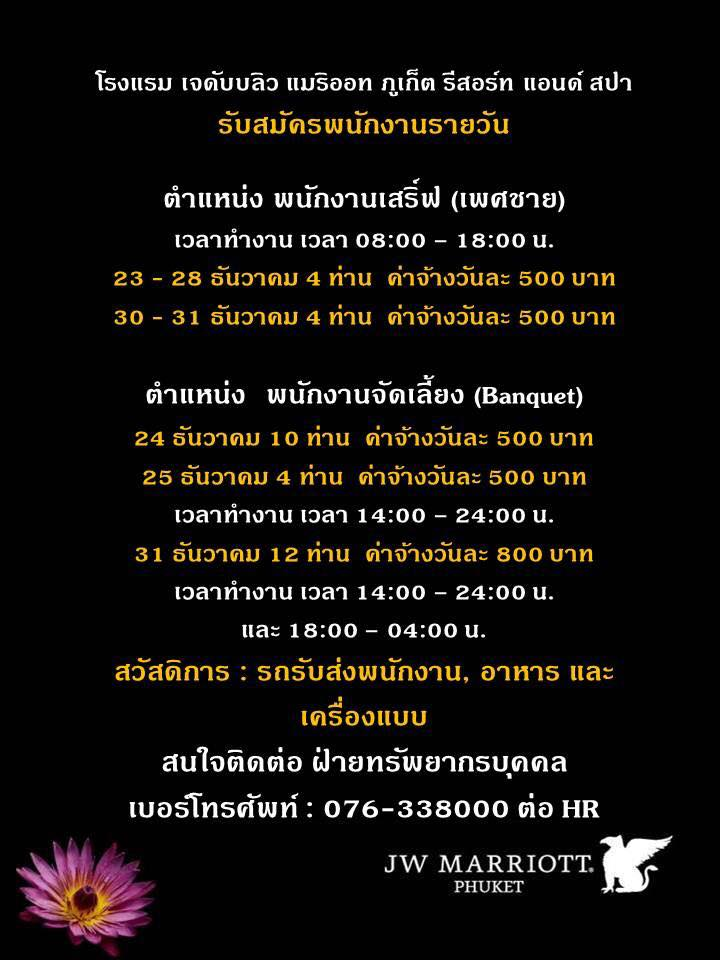 โรงแรม เจดับบลิว แมริออท ภูเก็ต รีสอร์ท แอนด์ สปา
รับสมัครพนักงานรายวัน
ตำแหน่ง พนักงานเสริ์ฟ (เพศชาย)
เวลาทำงาน เวลา 08:00 – 18:00 น.
23 - 28 ธันวาคม 4 ท่าน ค่าจ้างวันละ 500 บาท
30 - 31 ธันวาคม 4 ท่าน ค่าจ้างวันละ 500 บาท
ตำแหน่ง พนักงานจัดเลี้ยง (Banquet)
24 ธันวาคม 10 ท่าน ค่าจ้างวันละ 500 บาท
25 ธันวาคม 4 ท่าน ค่าจ้างวันละ 500 บาท
เวลาทำงาน เวลา 14:00 – 24:00 น.
31 ธันวาคม 12 ท่าน ค่าจ้างวันละ 800 บาท
เวลาทำงาน เวลา 14:00 – 24:00 น.
และ 18:00 – 04:00 น.
สวัสดิการ : รถรับส่งพนักงาน, อาหาร และ
เครื่องแบบ
สนใจติดต่อ ฝ่ายทรัพยากรบุคคล
เบอร์โทรศัพท์ : 076-338000 ต่อ HR
JW MARRIOTT®
PHUKET